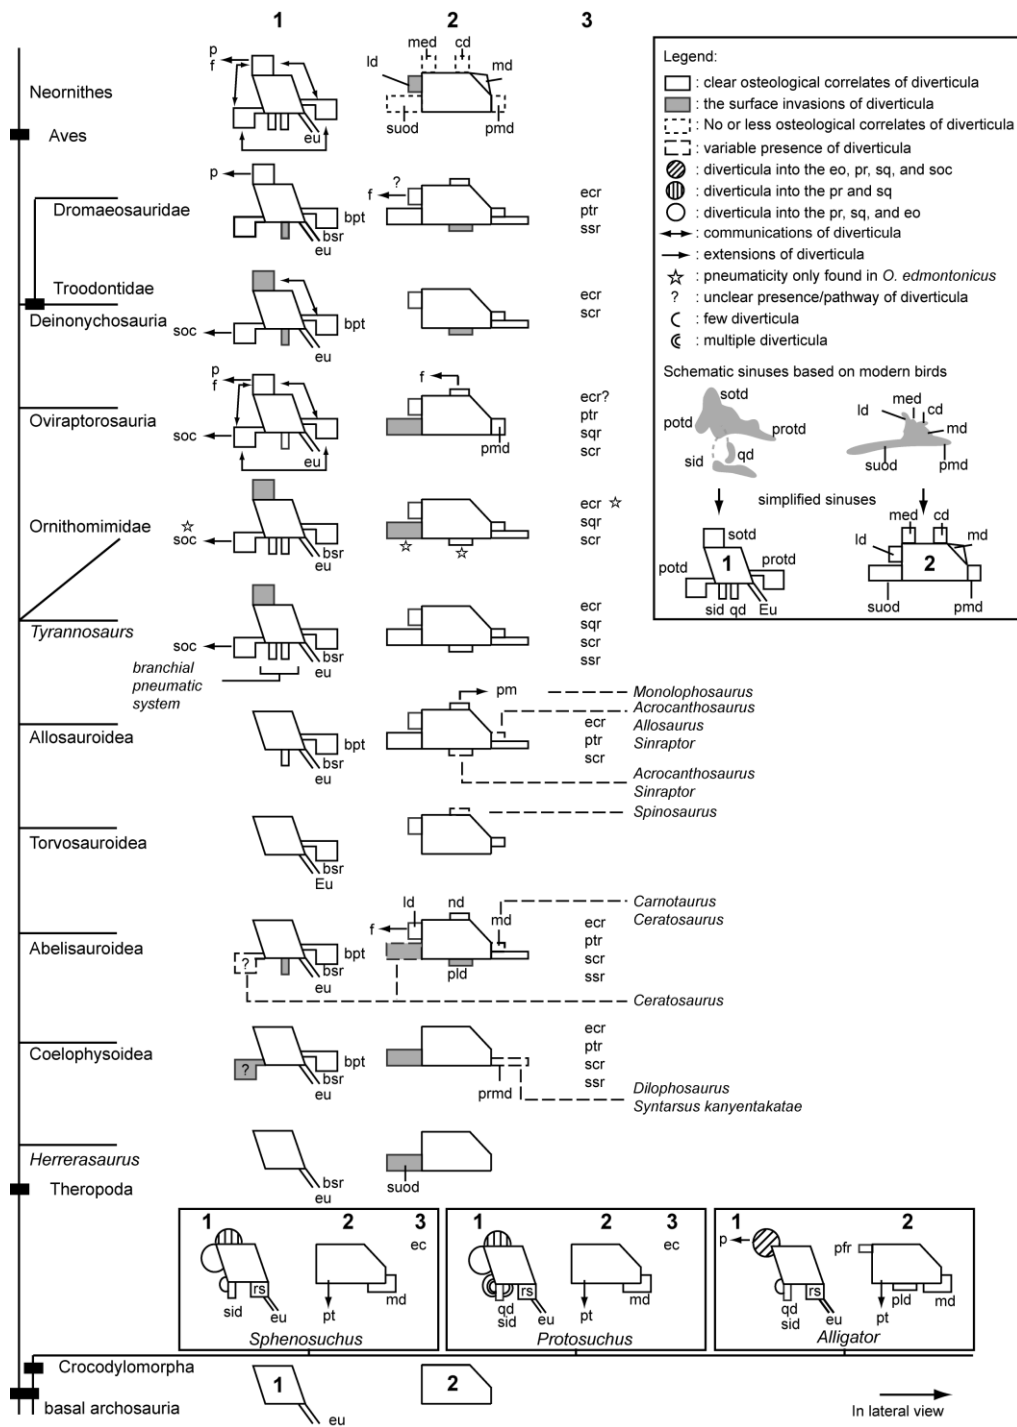 1 2 3
Neornithes
p
f
eu
ld
med
cd
md
suod
pmd
Aves
Dromaeosauridae
p
bpt
bsr
eu
?
f
ecr
ptr
ssr
Troodontidae
Deinonychosauria
soc
bpt
eu
ecr
scr
Oviraptorosauria
p
f
soc
eu
f
pmd
ecr?
ptr
sqr
scr
Ornithomimidae
☆
soc
bsr
eu
☆ ☆
ecr ☆
sqr
scr
Tyrannosaurs
soc
bsr
eu
branchial
pneumatic
system
ecr
sqr
scr
ssr
Allosauroidea
bpt
bsr
eu
pm
ecr
ptr
scr
Monolophosaurus
Acrocanthosaurus
Allosaurus
Sinraptor
Acrocanthosaurus
Sinraptor
Torvosauroidea
bsr
Eu
Spinosaurus
Abelisauroidea
?
bpt
bsr
eu
f
ld
nd
md
pld
ecr
ptr
scr
ssr
Carnotaurus
Ceratosaurus
Ceratosaurus
Coelophysoidea
?
bpt
bsr
eu
prmd
ecr
ptr
scr
ssr
Dilophosaurus
Syntarsus kanyentakatae
Herrerasaurus
bsr
eu
suod
Theropoda
1 2 3
ec
rs
sid
eu
pt
md
Sphenosuchus
1 2 3
ec
rs
qd
sid
eu
pt
md
Protosuchus
1 2
p
rs
qd
sid
eu
pfr
pld
pt
md
Alligator
Crocodylomorpha
basal archosauria
1
eu
2
In lateral view
Legend:
: clear osteological correlates of diverticula
: the surface invasions of diverticula
: No or less osteological correlates of diverticula
: variable presence of diverticula
: diverticula into the eo, pr, sq, and soc
: diverticula into the pr and sq
: diverticula into the pr, sq, and eo
: communications of diverticula
: extensions of diverticula
☆ : pneumaticity only found in O. edmontonicus
? : unclear presence/pathway of diverticula
: few diverticula
: multiple diverticula
Schematic sinuses based on modern birds
sotd
potd
protd
sid
qd
med
ld
cd
md
suod
pmd
simplified sinuses
sotd
potd
1
protd
sid qd Eu
med
cd
ld
md
2
suod
pmd